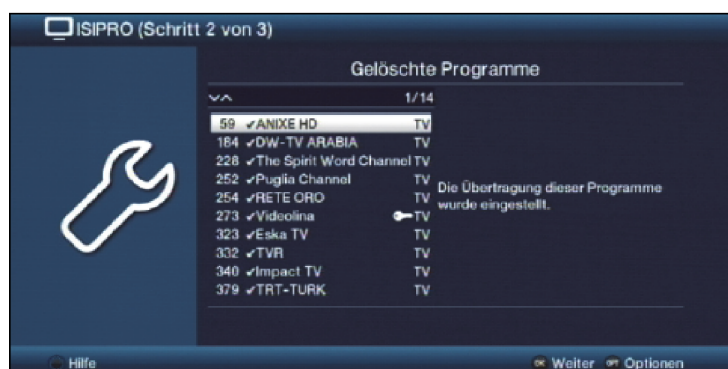 ISIPRO (Schritt 2 von 3)
Gelöschte Programme
1/14
59 ✔ANIXE HD TV
184 ✔DW-TV ARABIA TV
228 ✔The Spirit Word Channel TV
252 ✔Puglia Channel TV
254 ✔RETE ORO TV
273 ✔Videolina TV
323 ✔Eska TV TV
332 ✔TVR TV
340 ✔Impact TV TV
379 ✔TRT-TURK TV
Die Übertragung dieser Programme
wurde eingestellt.
Hilfe
OK Weiter OPT Optionen